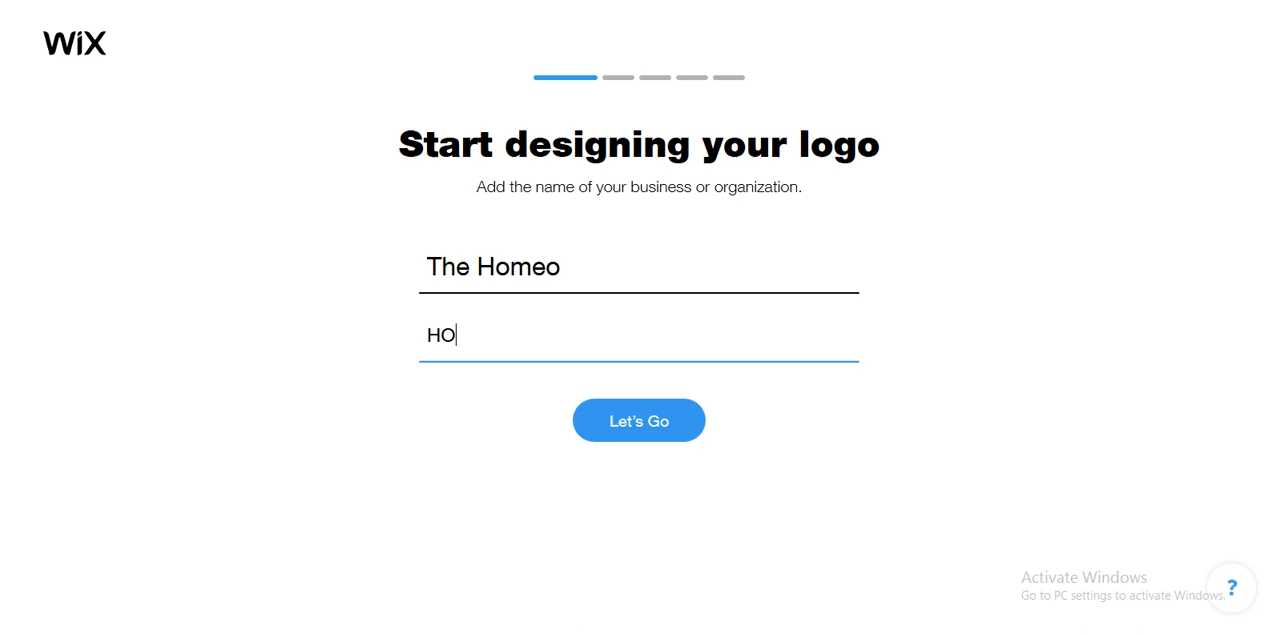 WiX
Start designing your logo
Add the name of your business or organization.
The Homeo
HO
Let's Go
Activate Windows
Go to PC settings to activate Windows.
?